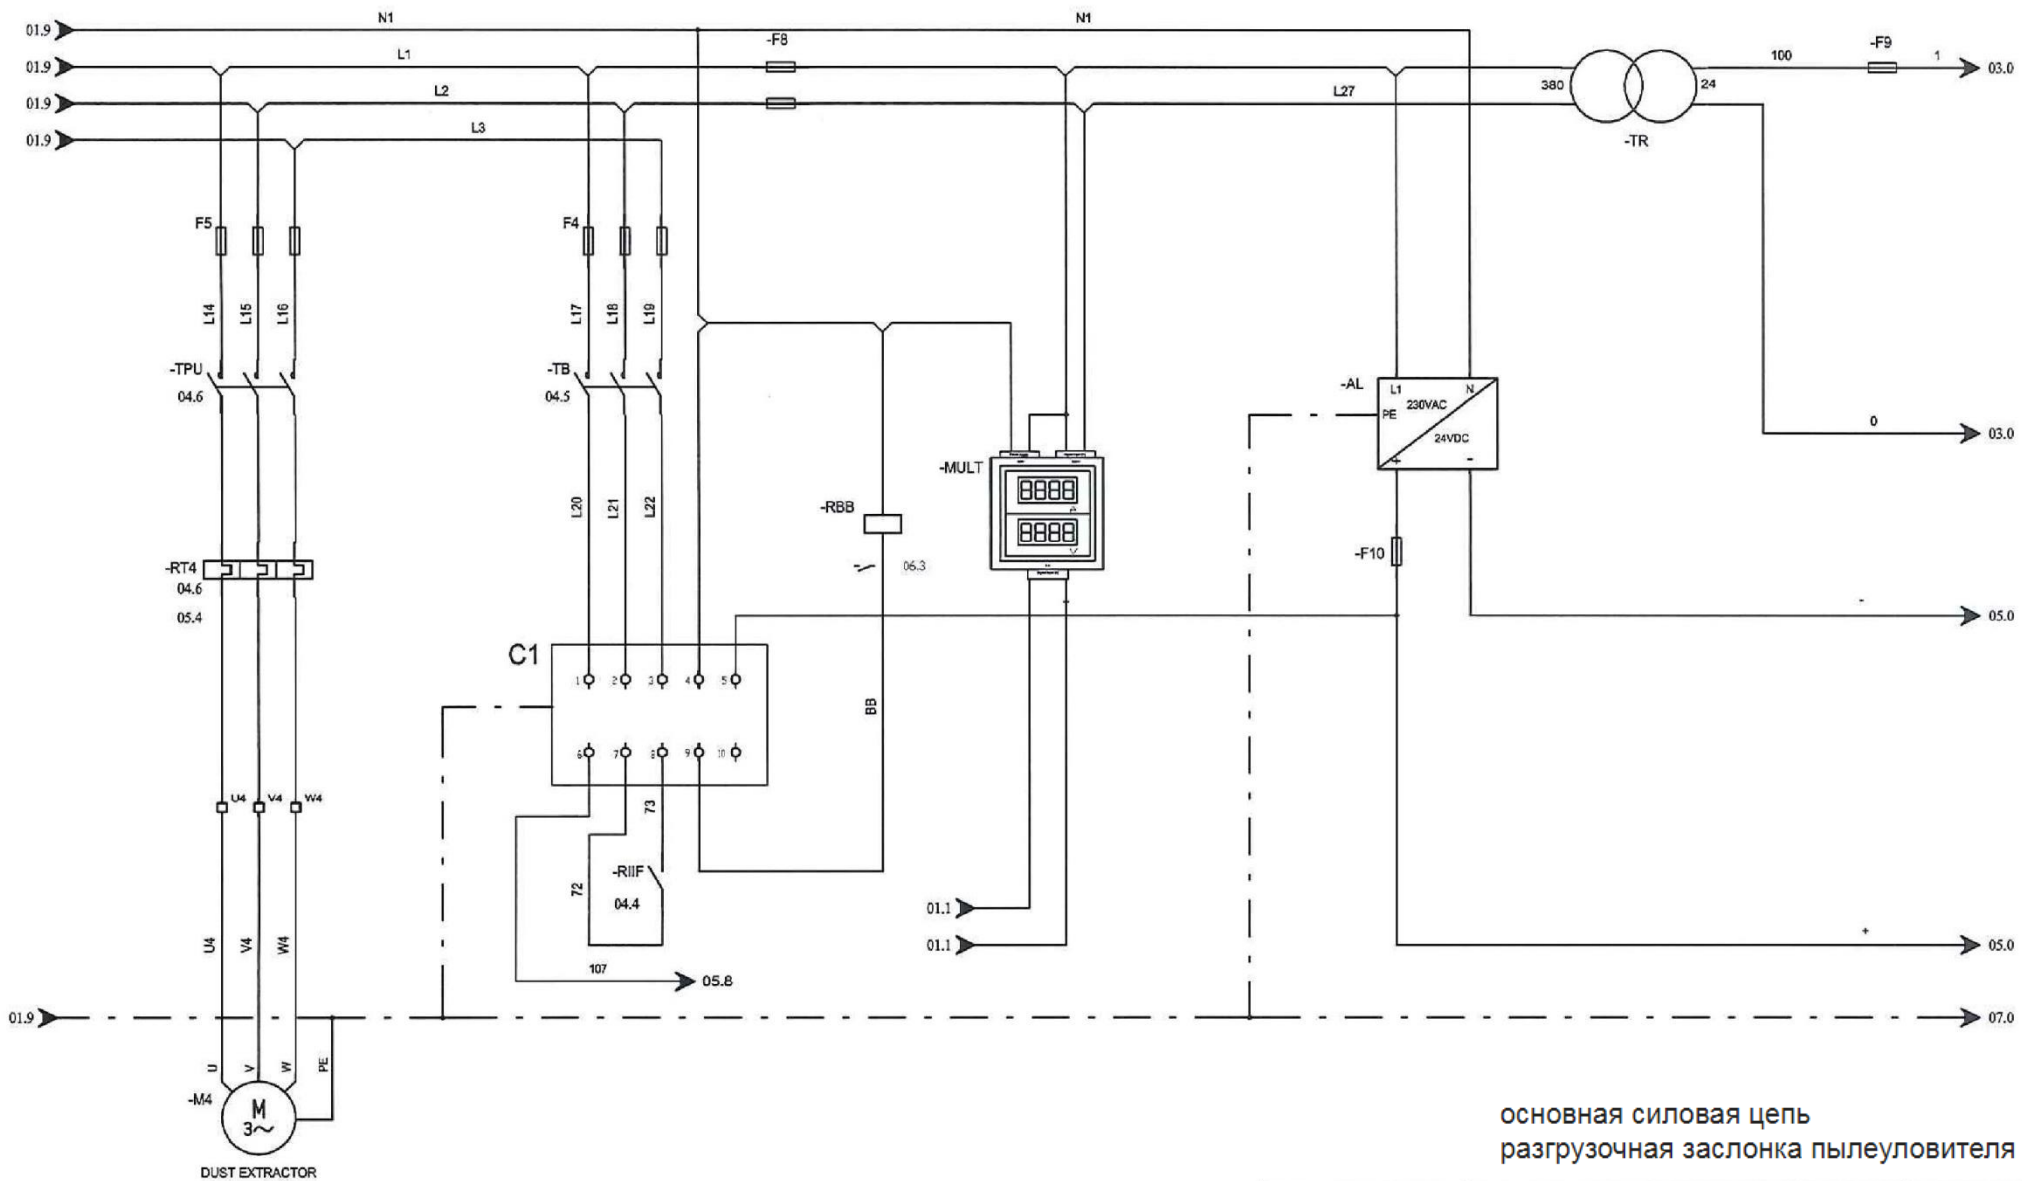 N1 N1
01.9
-F8
L1 -F9
01.9 100 1 03.0
L2 L27 380 24
01.9
L3
01.9 -TR
F5 F4
L14 L15 L16 L17 L18 L19
-TPU -TB
04.6 04.5
-AL L1 N
PE 230VAC
24VDC
+ -
0 03.0
-MULT
8888
A
8888
V
L20 L21 L22
-RBB
06.3
-F10
-RT4
04.6
05.4
-
- 05.0
C1
1 2 3 4 5
BB
6 7 8 9 10
U4 V4 W4
73
-RIIF
72 04.4
01.1
01.1
+ 05.0
U4 V4 W4
107 05.8
01.9 07.0
U V W PE
-M4
M
3~
DUST EXTRACTOR
основная силовая цепь
разгрузочная заслонка пылеуловителя